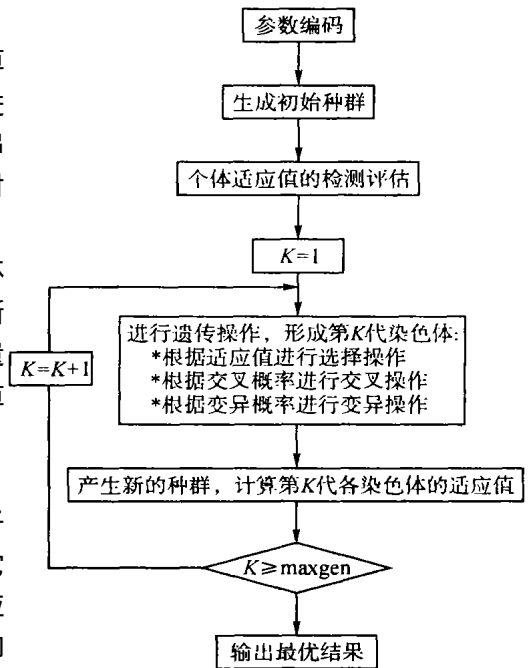 参数编码
生成初始种群
个体适应值的检测评估
K=1
进行遗传操作，形成第K代染色体:
*根据适应值进行选择操作
*根据交叉概率进行交叉操作
*根据变异概率进行变异操作
K=K+1
产生新的种群，计算第K代各染色体的适应值
K≥maxgen
输出最优结果